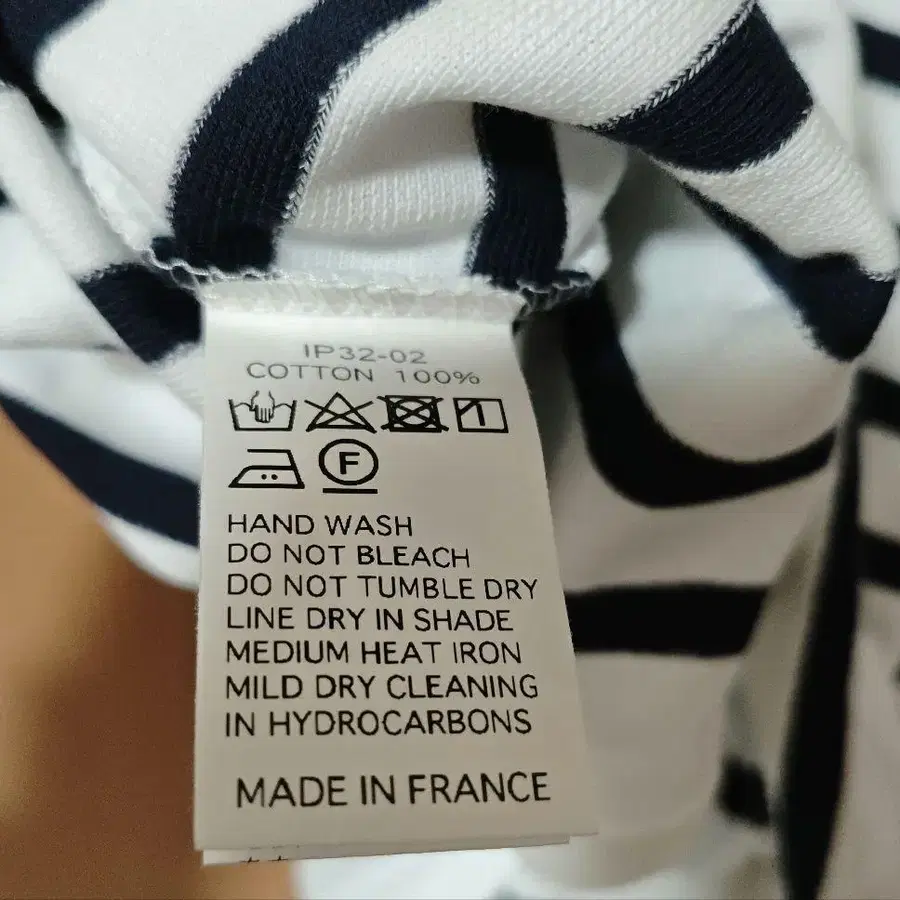 IP32-02
COTTON 100%
F
HAND WASH
DO NOT BLEACH
DO NOT TUMBLE DRY
LINE DRY IN SHADE
MEDIUM HEAT IRON
MILD DRY CLEANING
IN HYDROCARBONS
MADE IN FRANCE